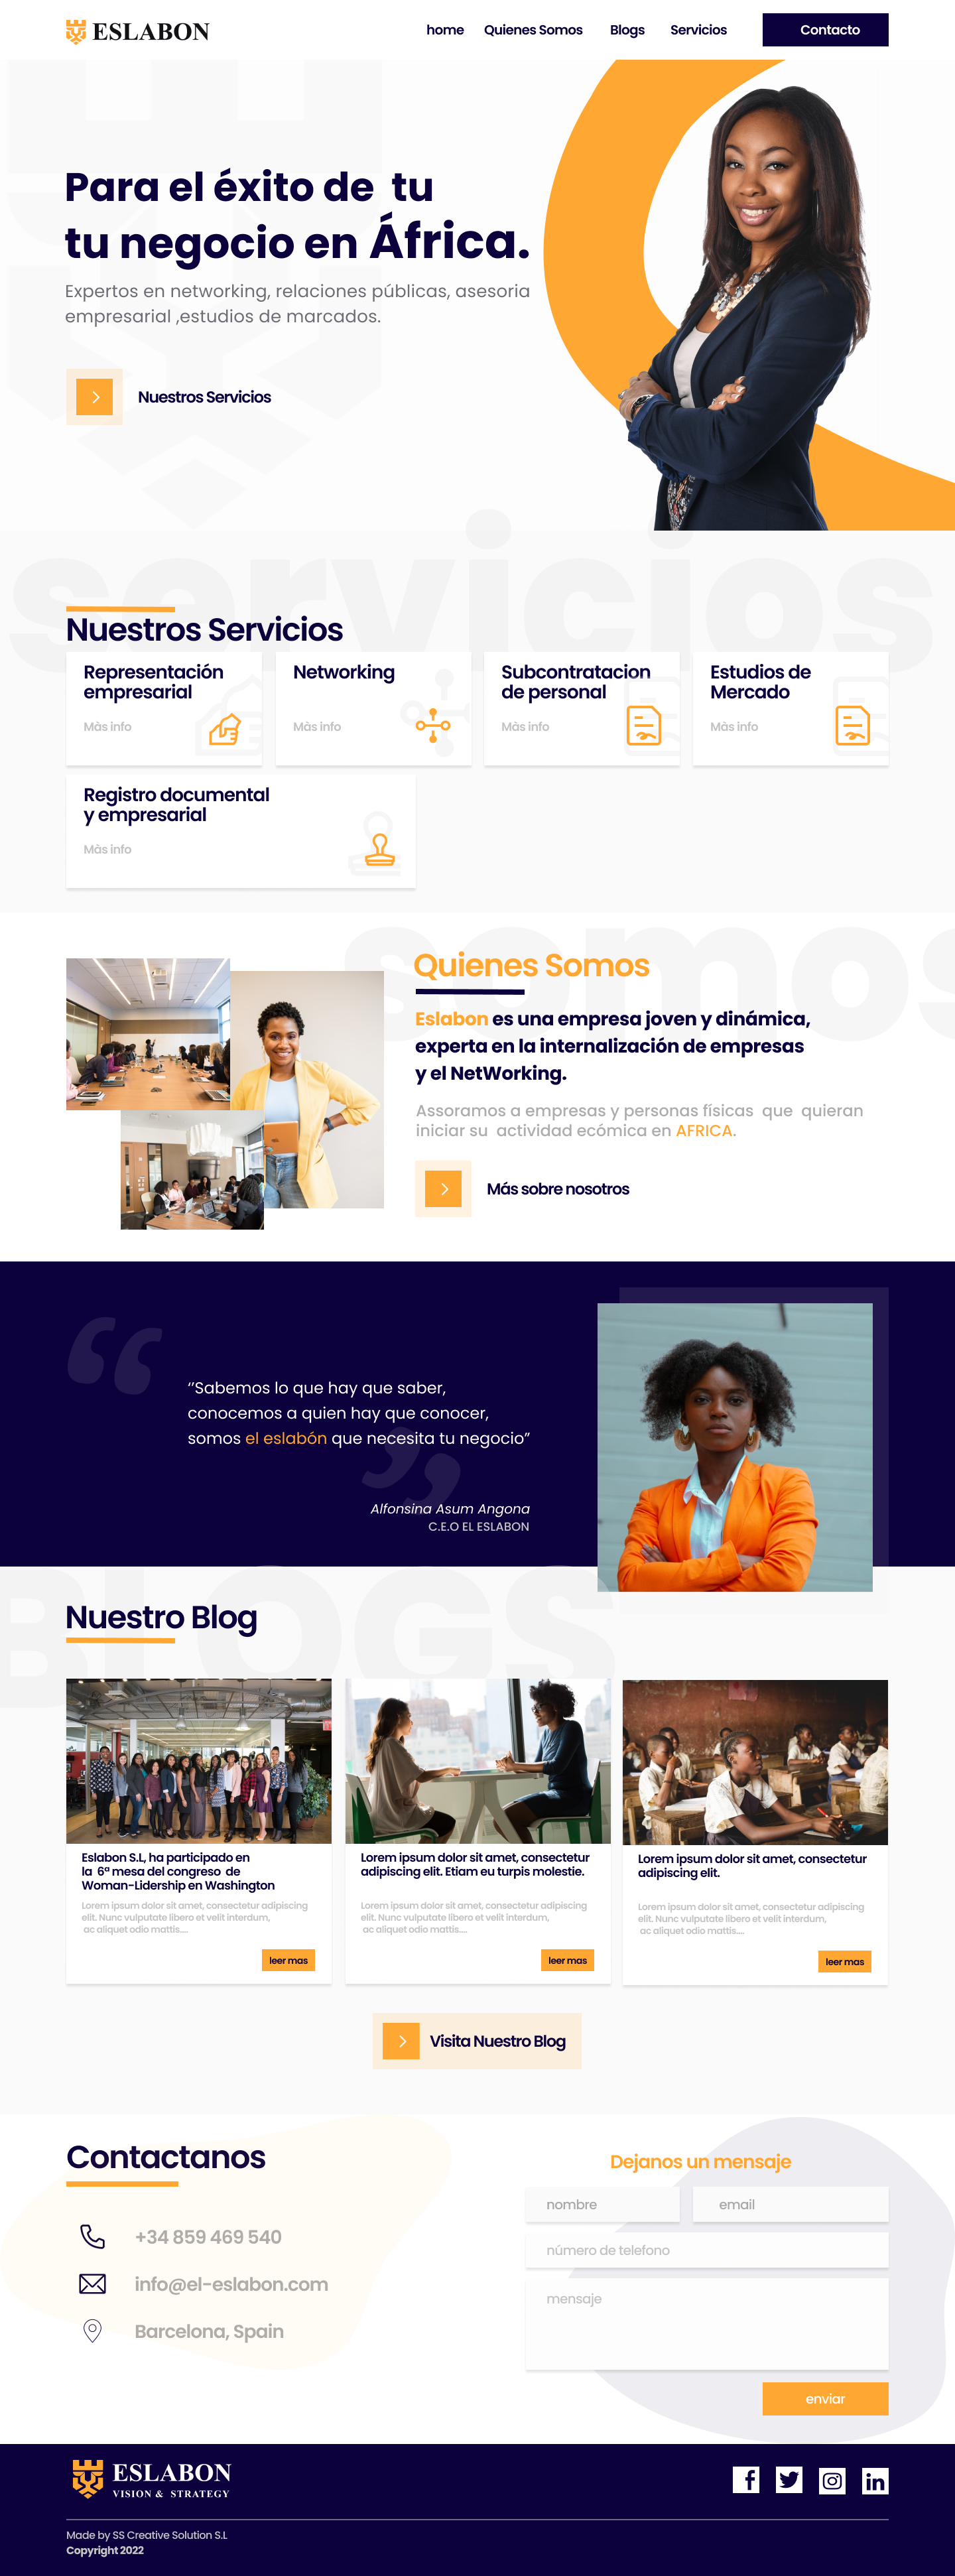 ESLABON
home Quienes Somos Blogs Servicios Contacto
Para el éxito de tu
tu negocio en África.
Expertos en networking, relaciones públicas, asesoria
empresarial ,estudios de marcados.
Nuestros Servicios
servicios
Nuestros Servicios
Representación
empresarial
Màs info
Networking
Màs info
Subcontratacion
de personal
Màs info
Estudios de
Mercado
Màs info
Registro documental
y empresarial
Màs info
somos
Quienes Somos
Eslabon es una empresa joven y dinámica,
experta en la internalización de empresas
y el NetWorking.
Assoramos a empresas y personas físicas que quieran
iniciar su actividad ecómica en AFRICA.
Más sobre nosotros
‘’Sabemos lo que hay que saber,
conocemos a quien hay que conocer,
somos el eslabón que necesita tu negocio”
Alfonsina Asum Angona
C.E.O EL ESLABON
BLOGS
Nuestro Blog
Eslabon S.L, ha participado en
la 6ª mesa del congreso de
Woman-Lidership en Washington
Lorem ipsum dolor sit amet, consectetur adipiscing
elit. Nunc vulputate libero et velit interdum,
ac aliquet odio mattis....
leer mas
Lorem ipsum dolor sit amet, consectetur
adipiscing elit. Etiam eu turpis molestie.
Lorem ipsum dolor sit amet, consectetur adipiscing
elit. Nunc vulputate libero et velit interdum,
ac aliquet odio mattis....
leer mas
Lorem ipsum dolor sit amet, consectetur
adipiscing elit.
Lorem ipsum dolor sit amet, consectetur adipiscing
elit. Nunc vulputate libero et velit interdum,
ac aliquet odio mattis....
leer mas
Visita Nuestro Blog
Contactanos
+34 859 469 540
info@el-eslabon.com
Barcelona, Spain
Dejanos un mensaje
nombre email
número de telefono
mensaje
enviar
ESLABON
VISION & STRATEGY
Made by SS Creative Solution S.L
Copyright 2022